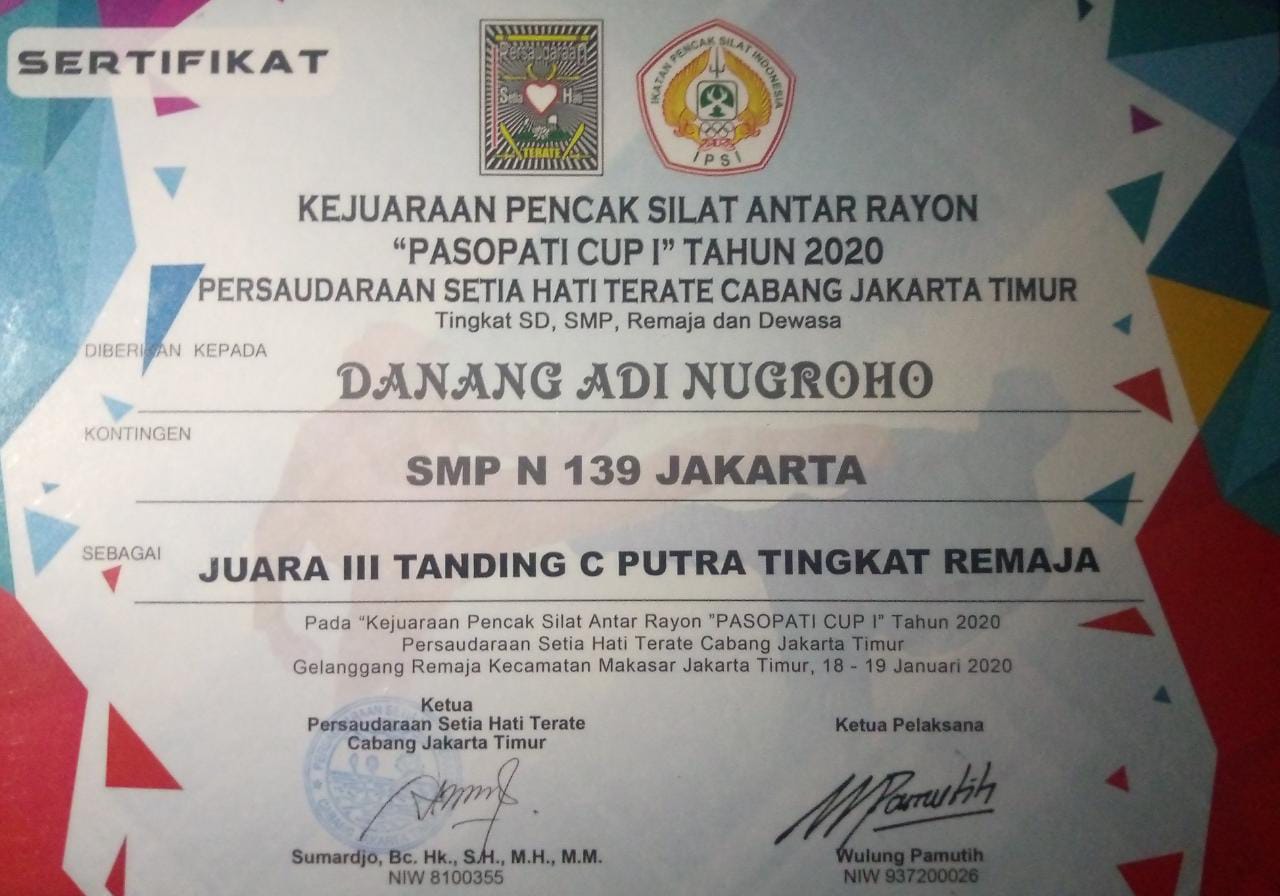 SERTIFIKAT
Persaudaraan
Setia Hati
TERATE
IKATAN PENCAK SILAT INDONESIA
IPSI
KEJUARAAN PENCAK SILAT ANTAR RAYON
“PASOPATI CUP I” TAHUN 2020
PERSAUDARAAN SETIA HATI TERATE CABANG JAKARTA TIMUR
Tingkat SD, SMP, Remaja dan Dewasa
DIBERIKAN KEPADA
DANANG ADI NUGROHO
KONTINGEN
SMP N 139 JAKARTA
SEBAGAI
JUARA III TANDING C PUTRA TINGKAT REMAJA
Pada “Kejuaraan Pencak Silat Antar Rayon ”PASOPATI CUP I” Tahun 2020
Persaudaraan Setia Hati Terate Cabang Jakarta Timur
Gelanggang Remaja Kecamatan Makasar Jakarta Timur, 18 - 19 Januari 2020
Ketua
Persaudaraan Setia Hati Terate
Cabang Jakarta Timur
Sumardjo, Bc. Hk., S.H., M.H., M.M.
NIW 8100355
Ketua Pelaksana
Pamutih
Wulung Pamutih
NIW 937200026